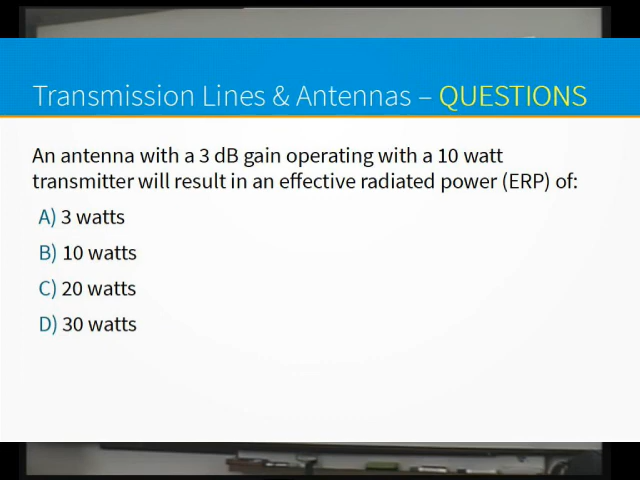 Transmission Lines & Antennas – QUESTIONS
An antenna with a 3 dB gain operating with a 10 watt
transmitter will result in an effective radiated power (ERP) of:
A) 3 watts
B) 10 watts
C) 20 watts
D) 30 watts